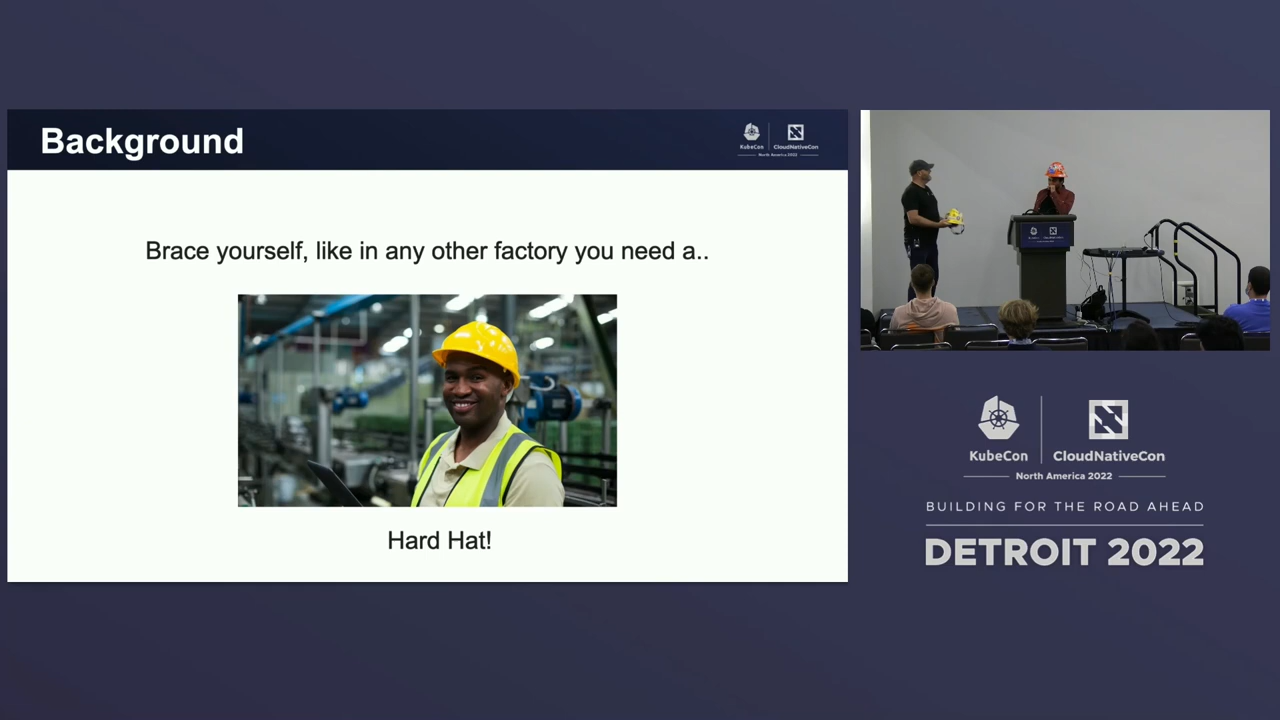 Background
KubeCon
CloudNativeCon
North America 2022
Brace yourself, like in any other factory you need a..
Hard Hat!
KubeCon
CloudNativeCon
North America 2022
BUILDING FOR THE ROAD AHEAD
DETROIT 2022